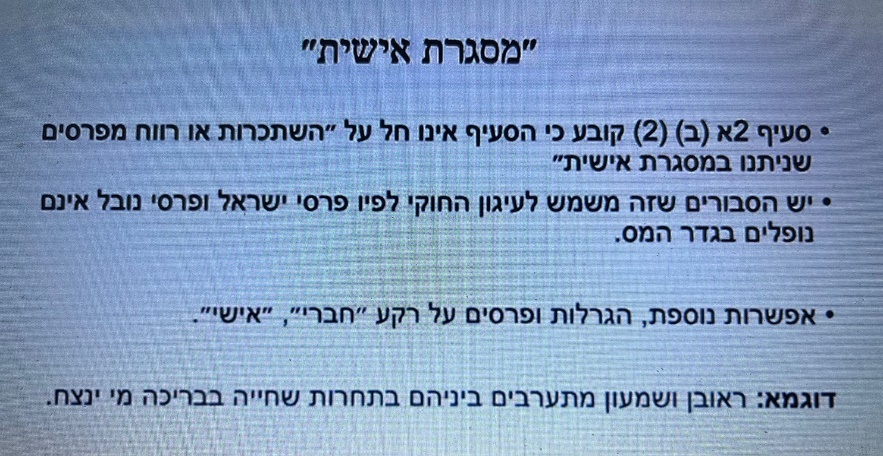 "מסגרת אישית"
• סעיף 2א (ב) (2) קובע כי הסעיף אינו חל על "השתכרות או רווח מפרסים
שניתנו במסגרת אישית"
• יש הסבורים שזה משמש לעיגון החוקי לפיו פרסי ישראל ופרסי נובל אינם
נופלים בגדר המס.
• אפשרות נוספת, הגרלות ופרסים על רקע "חברי", "אישי".
דוגמא: ראובן ושמעון מתערבים ביניהם בתחרות שחייה בבריכה מי ינצח.